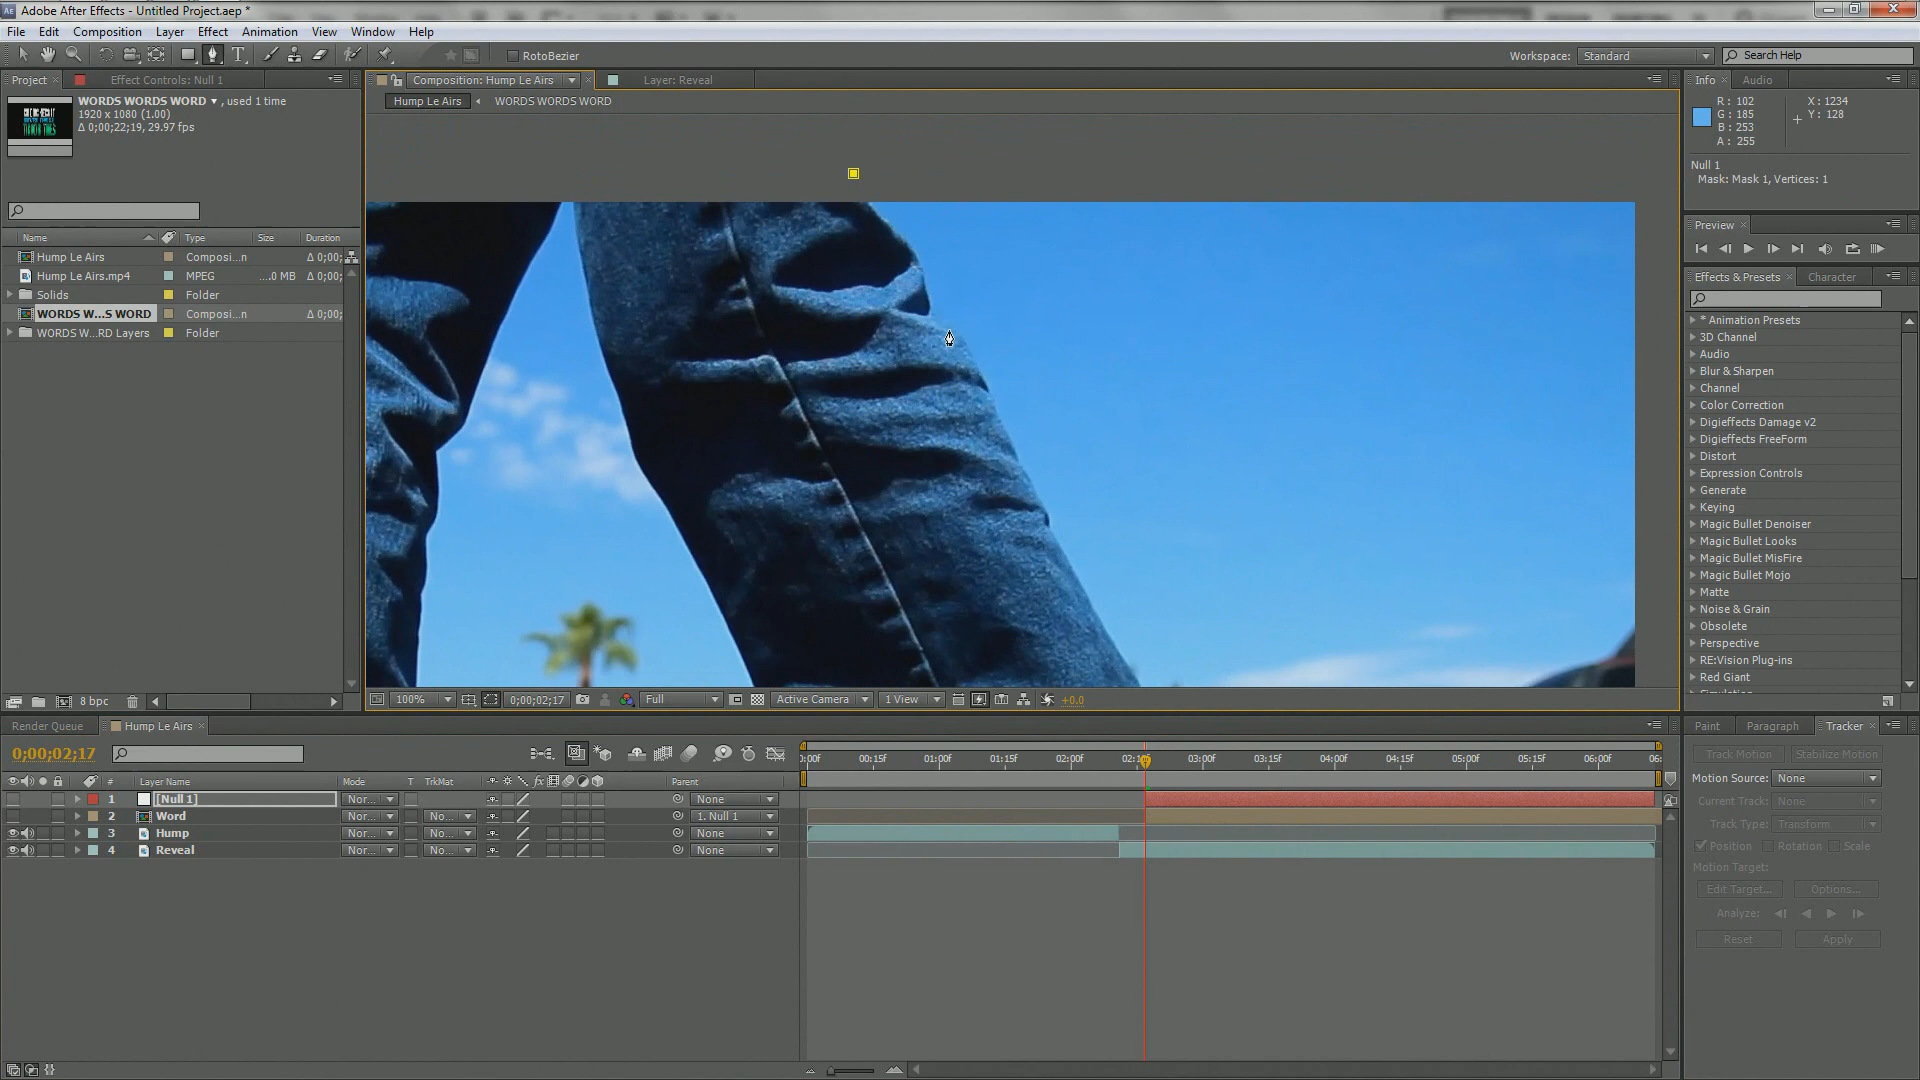 Adobe After Effects - Untitled Project.aep *
File Edit Composition Layer Effect Animation View Window Help
RotoBezier
Workspace: Standard
Search Help
Project
Effect Controls: Null 1
WORDS WORDS WORD ▼ , used 1 time
1920 x 1080 (1.00)
Δ 0;00;22;19, 29.97 fps
Name Type Size Duration
Hump Le Airs Composi...n Δ 0;00;
Hump Le Airs.mp4 MPEG ....0 MB Δ 0;00;
Solids Folder
WORDS W...S WORD Composi...n Δ 0;00;
WORDS W...RD Layers Folder
8 bpc
Composition: Hump Le Airs
Layer: Reveal
Hump Le Airs WORDS WORDS WORD
100% 0;00;02;17 Full Active Camera 1 View +0.0
Info Audio
R : 102 X : 1234
G : 185 Y : 128
B : 253
A : 255
Null 1
Mask: Mask 1, Vertices: 1
Preview
Effects & Presets Character
* Animation Presets
3D Channel
Audio
Blur & Sharpen
Channel
Color Correction
Digieffects Damage v2
Digieffects FreeForm
Distort
Expression Controls
Generate
Keying
Magic Bullet Denoiser
Magic Bullet Looks
Magic Bullet MisFire
Magic Bullet Mojo
Matte
Noise & Grain
Obsolete
Perspective
RE:Vision Plug-ins
Red Giant
Render Queue Hump Le Airs
0;00;02;17
:00f 00:15f 01:00f 01:15f 02:00f 02:1 03:00f 03:15f 04:00f 04:15f 05:00f 05:15f 06:00f 06:
# Layer Name Mode T TrkMat fx Parent
1 [Null 1] Nor... None
2 Word Nor... No... 1. Null 1
3 Hump Nor... No... None
4 Reveal Nor... No... None
Paint Paragraph Tracker
Track Motion Stabilize Motion
Motion Source: None
Current Track: None
Track Type: Transform
Position Rotation Scale
Motion Target:
Edit Target... Options...
Analyze:
Reset Apply